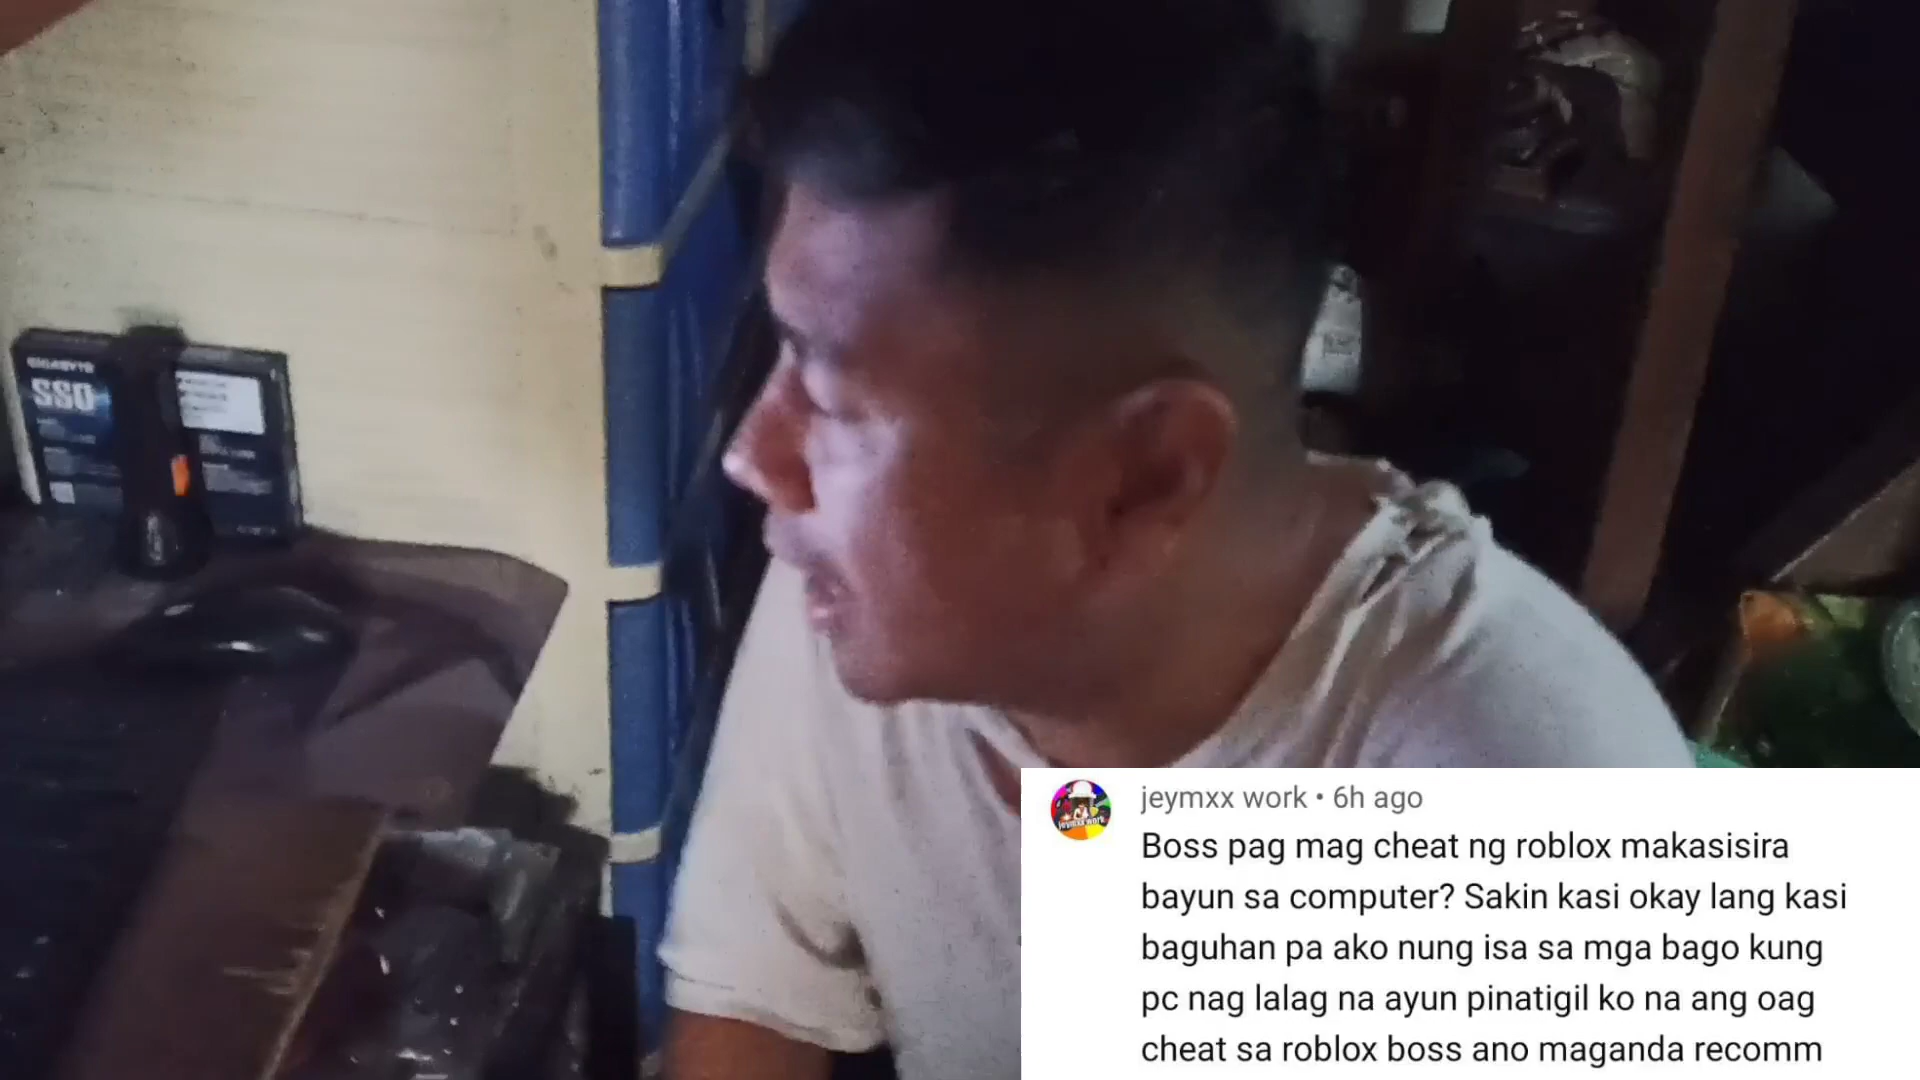 GIGABYTE
SSD
jeymxx work • 6h ago
Boss pag mag cheat ng roblox makasisira
bayun sa computer? Sakin kasi okay lang kasi
baguhan pa ako nung isa sa mga bago kung
pc nag lalag na ayun pinatigil ko na ang oag
cheat sa roblox boss ano maganda recomm